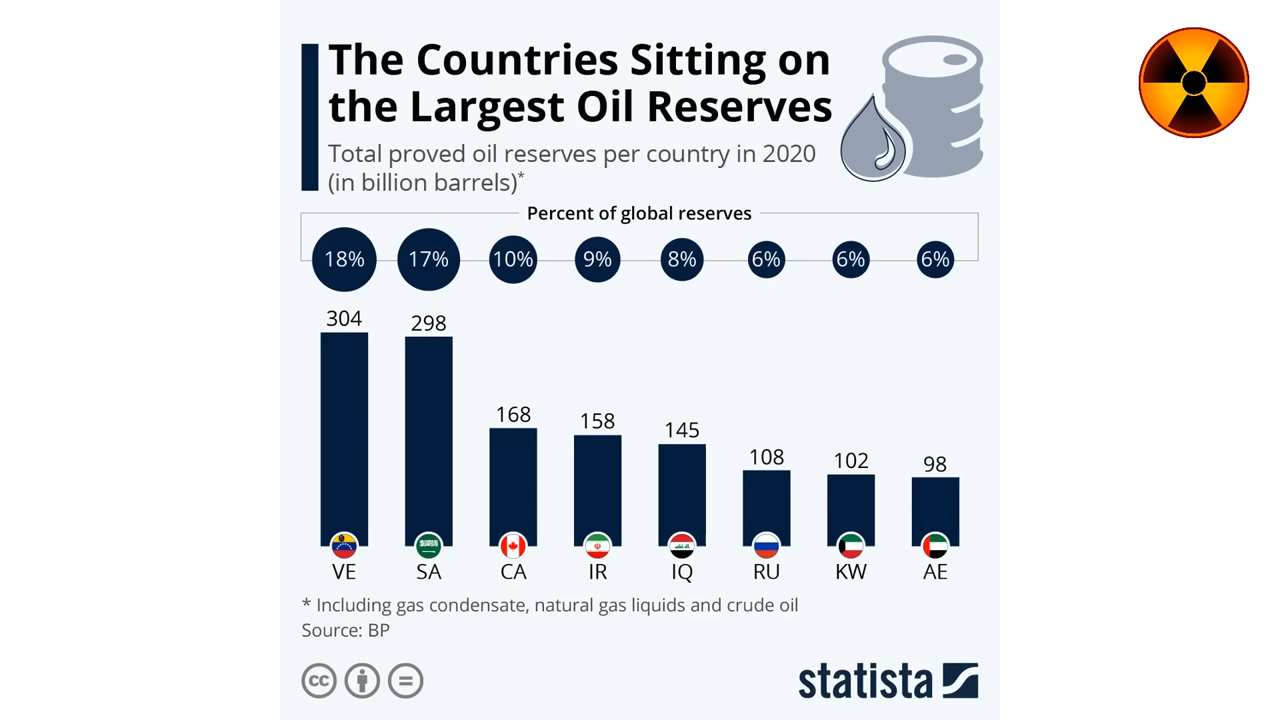 The Countries Sitting on
the Largest Oil Reserves
Total proved oil reserves per country in 2020
(in billion barrels)*
Percent of global reserves
18% 17% 10% 9% 8% 6% 6% 6%
304 298 168 158 145 108 102 98
VE SA CA IR IQ RU KW AE
* Including gas condensate, natural gas liquids and crude oil
Source: BP
cc
statista